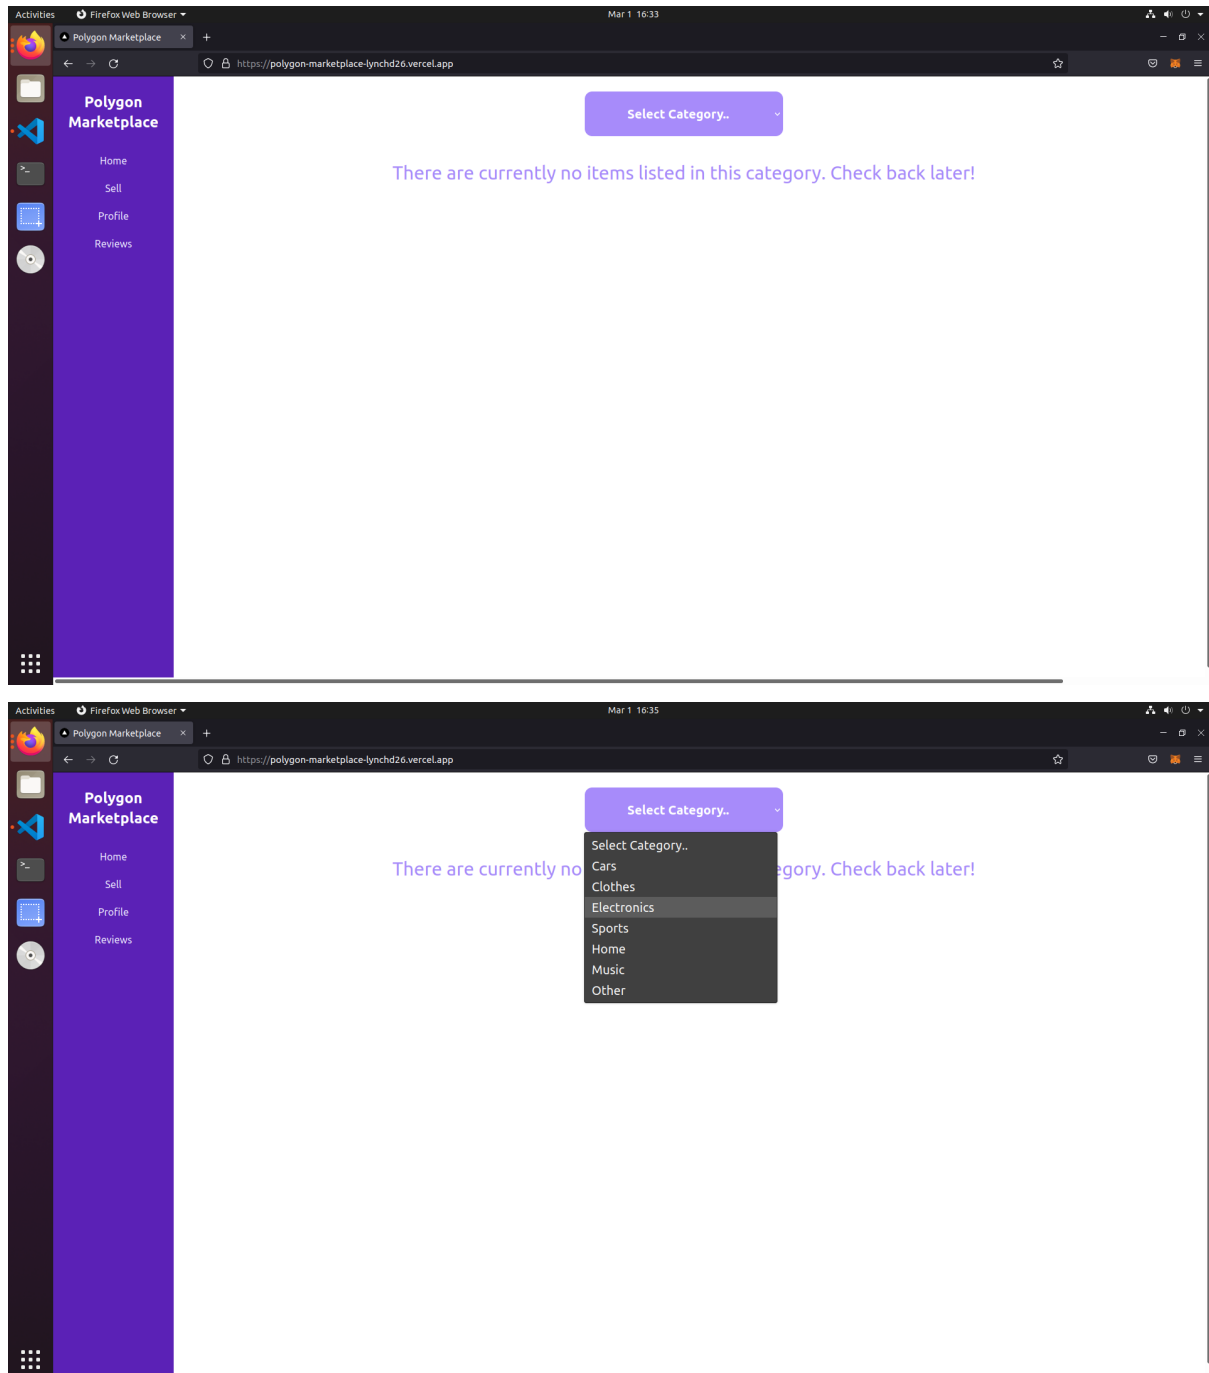 Activities Firefox Web Browser Mar 1 16:33
Polygon Marketplace × +
https://polygon-marketplace-lynchd26.vercel.app
Polygon
Marketplace
Home
Sell
Profile
Reviews
Select Category..
There are currently no items listed in this category. Check back later!
Activities Firefox Web Browser Mar 1 16:35
Polygon Marketplace × +
https://polygon-marketplace-lynchd26.vercel.app
Polygon
Marketplace
Home
Sell
Profile
Reviews
Select Category..
Select Category..
Cars
Clothes
Electronics
Sports
Home
Music
Other
There are currently no egory. Check back later!